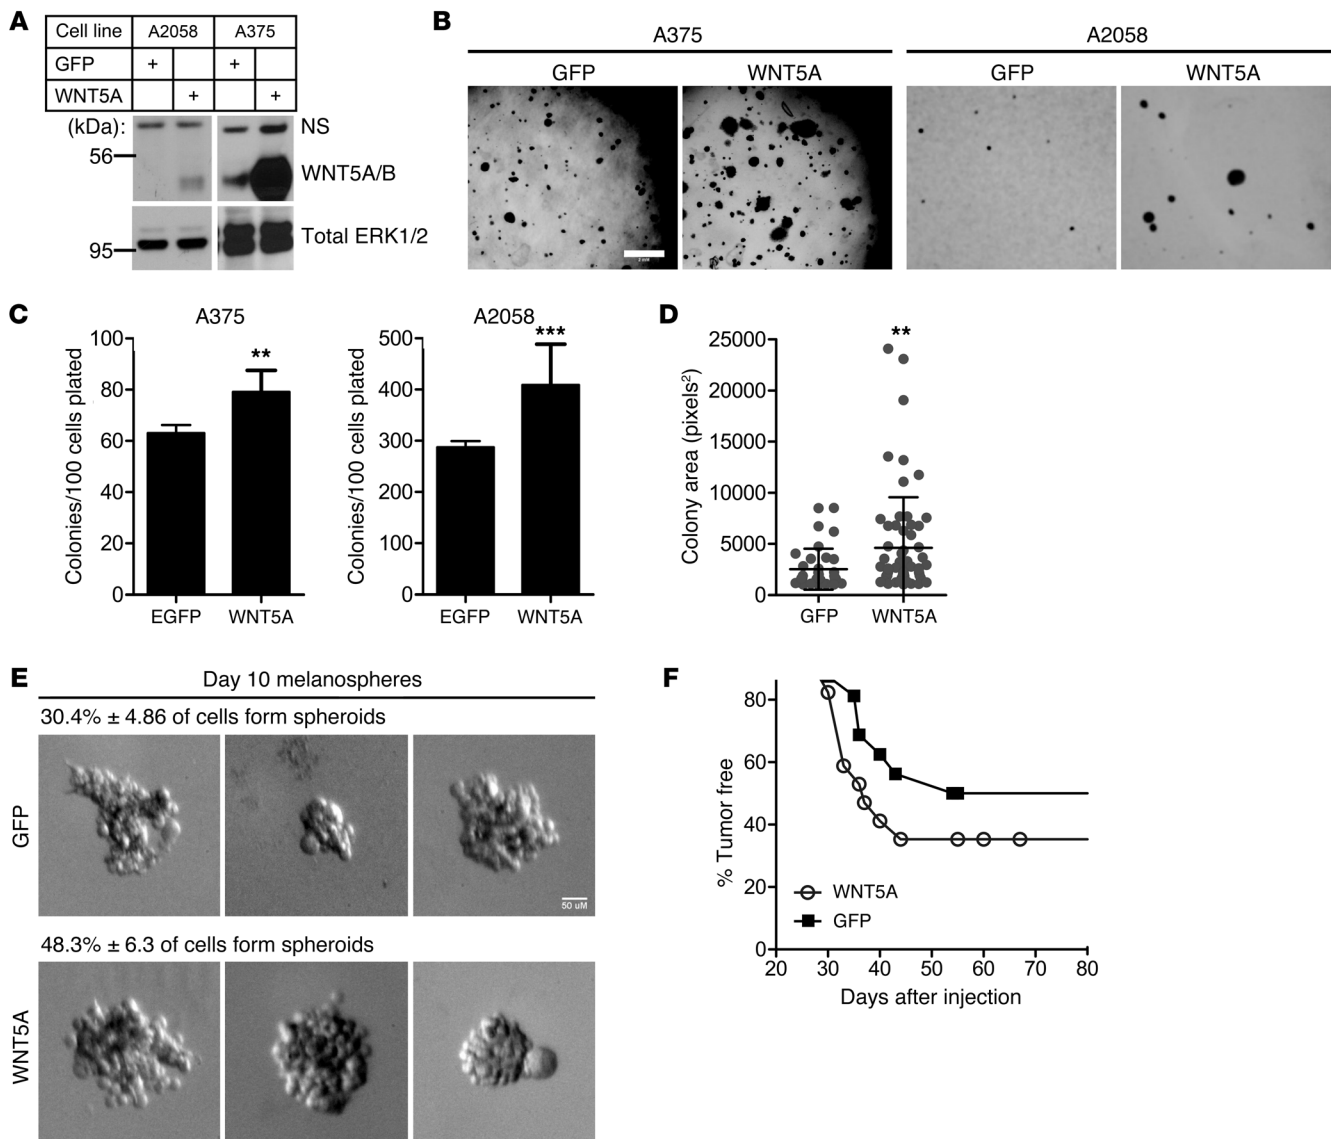 A
Cell line A2058 A375
GFP + +
WNT5A + +
(kDa):
NS
56
WNT5A/B
Total ERK1/2
95
B
A375 A2058
GFP WNT5A GFP WNT5A
C
A375
Colonies/100 cells plated
100
80
60
40
20
0
**
EGFP WNT5A
A2058
Colonies/100 cells plated
500
400
300
200
100
0
***
EGFP WNT5A
D
Colony area (pixels²)
25000
20000
15000
10000
5000
0
**
GFP WNT5A
E
Day 10 melanospheres
30.4% ± 4.86 of cells form spheroids
GFP
50 uM
48.3% ± 6.3 of cells form spheroids
WNT5A
F
% Tumor free
80
60
40
20
0
WNT5A
GFP
20 30 40 50 60 70 80
Days after injection